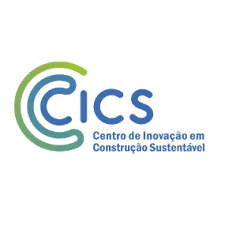 CICS
Centro de Inovação em
Construção Sustentável